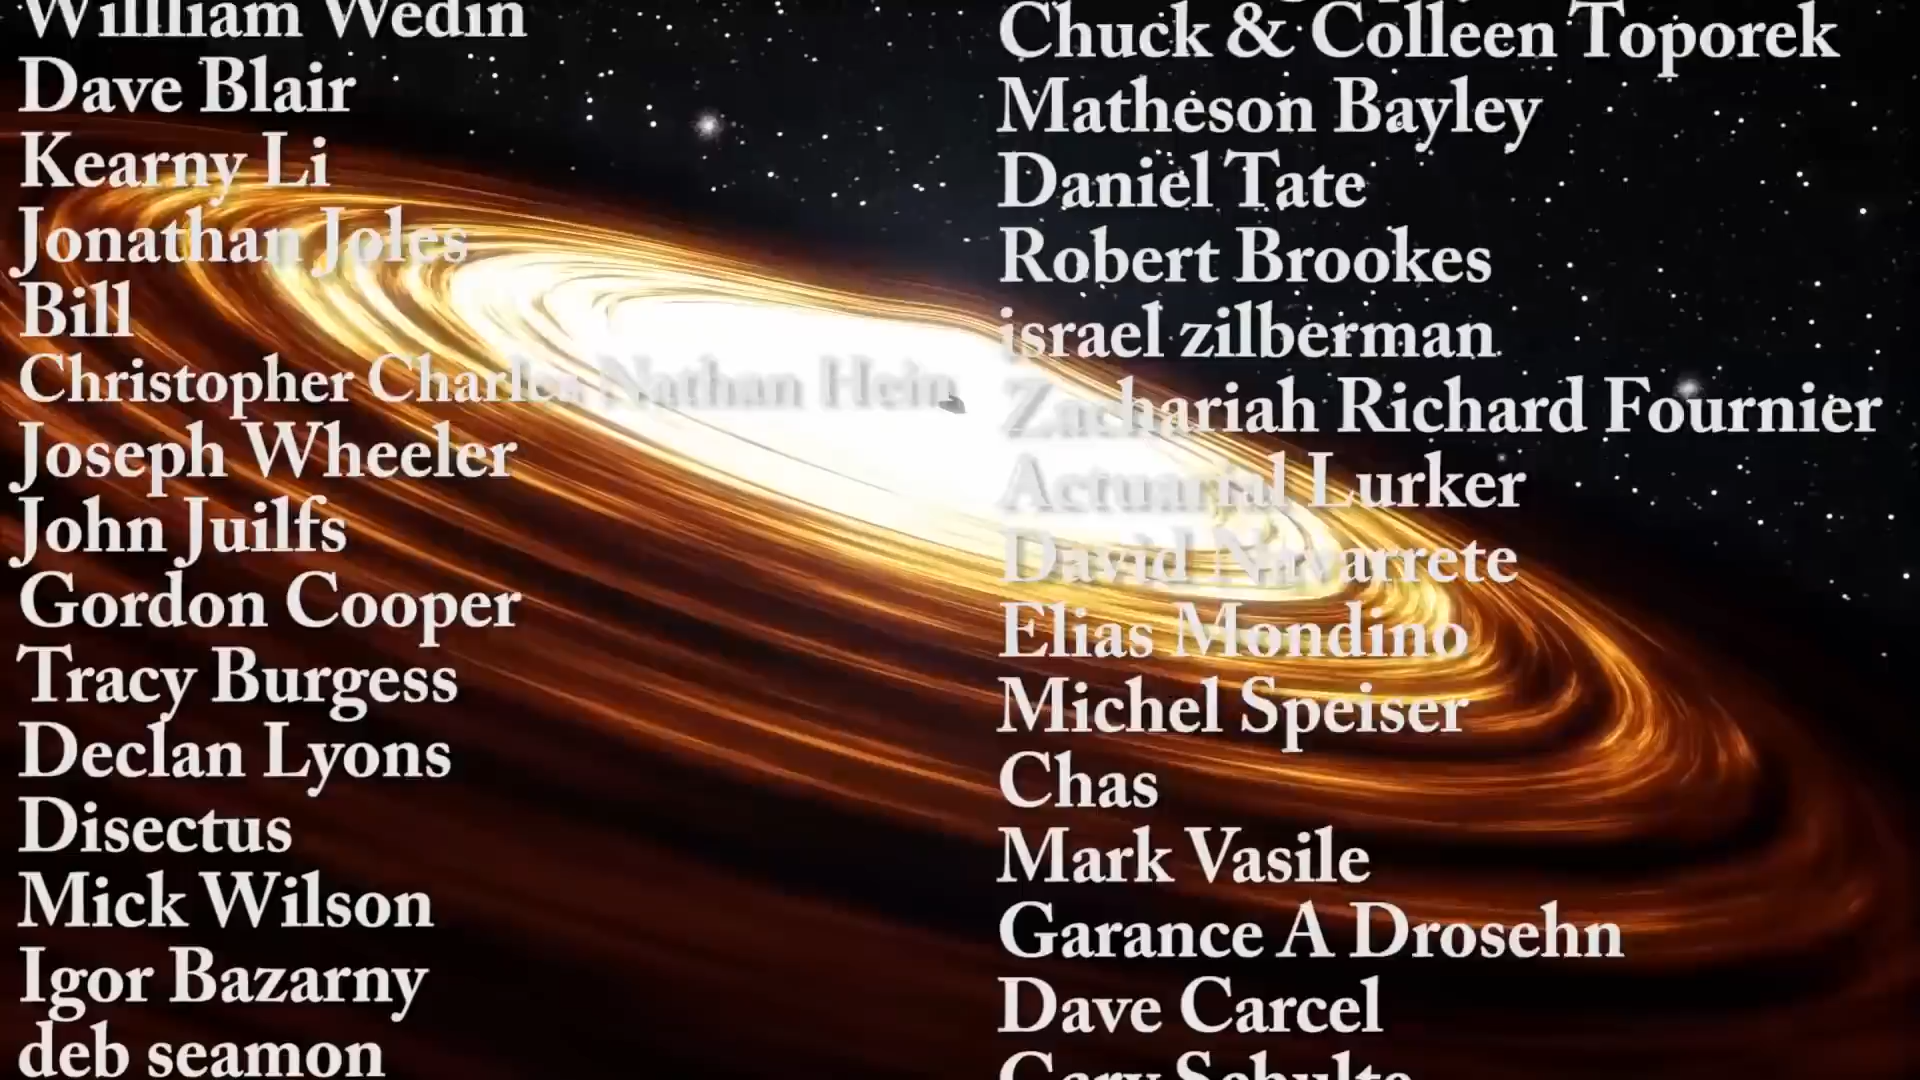 Willliam Wedin
Dave Blair
Kearny Li
Jonathan Joles
Bill
Christopher Charles Nathan Hein
Joseph Wheeler
John Juilfs
Gordon Cooper
Tracy Burgess
Declan Lyons
Disectus
Mick Wilson
Igor Bazarny
deb seamon
Chuck & Colleen Toporek
Matheson Bayley
Daniel Tate
Robert Brookes
israel zilberman
Zachariah Richard Fournier
Actuarial Lurker
David Navarrete
Elias Mondino
Michel Speiser
Chas
Mark Vasile
Garance A Drosehn
Dave Carcel